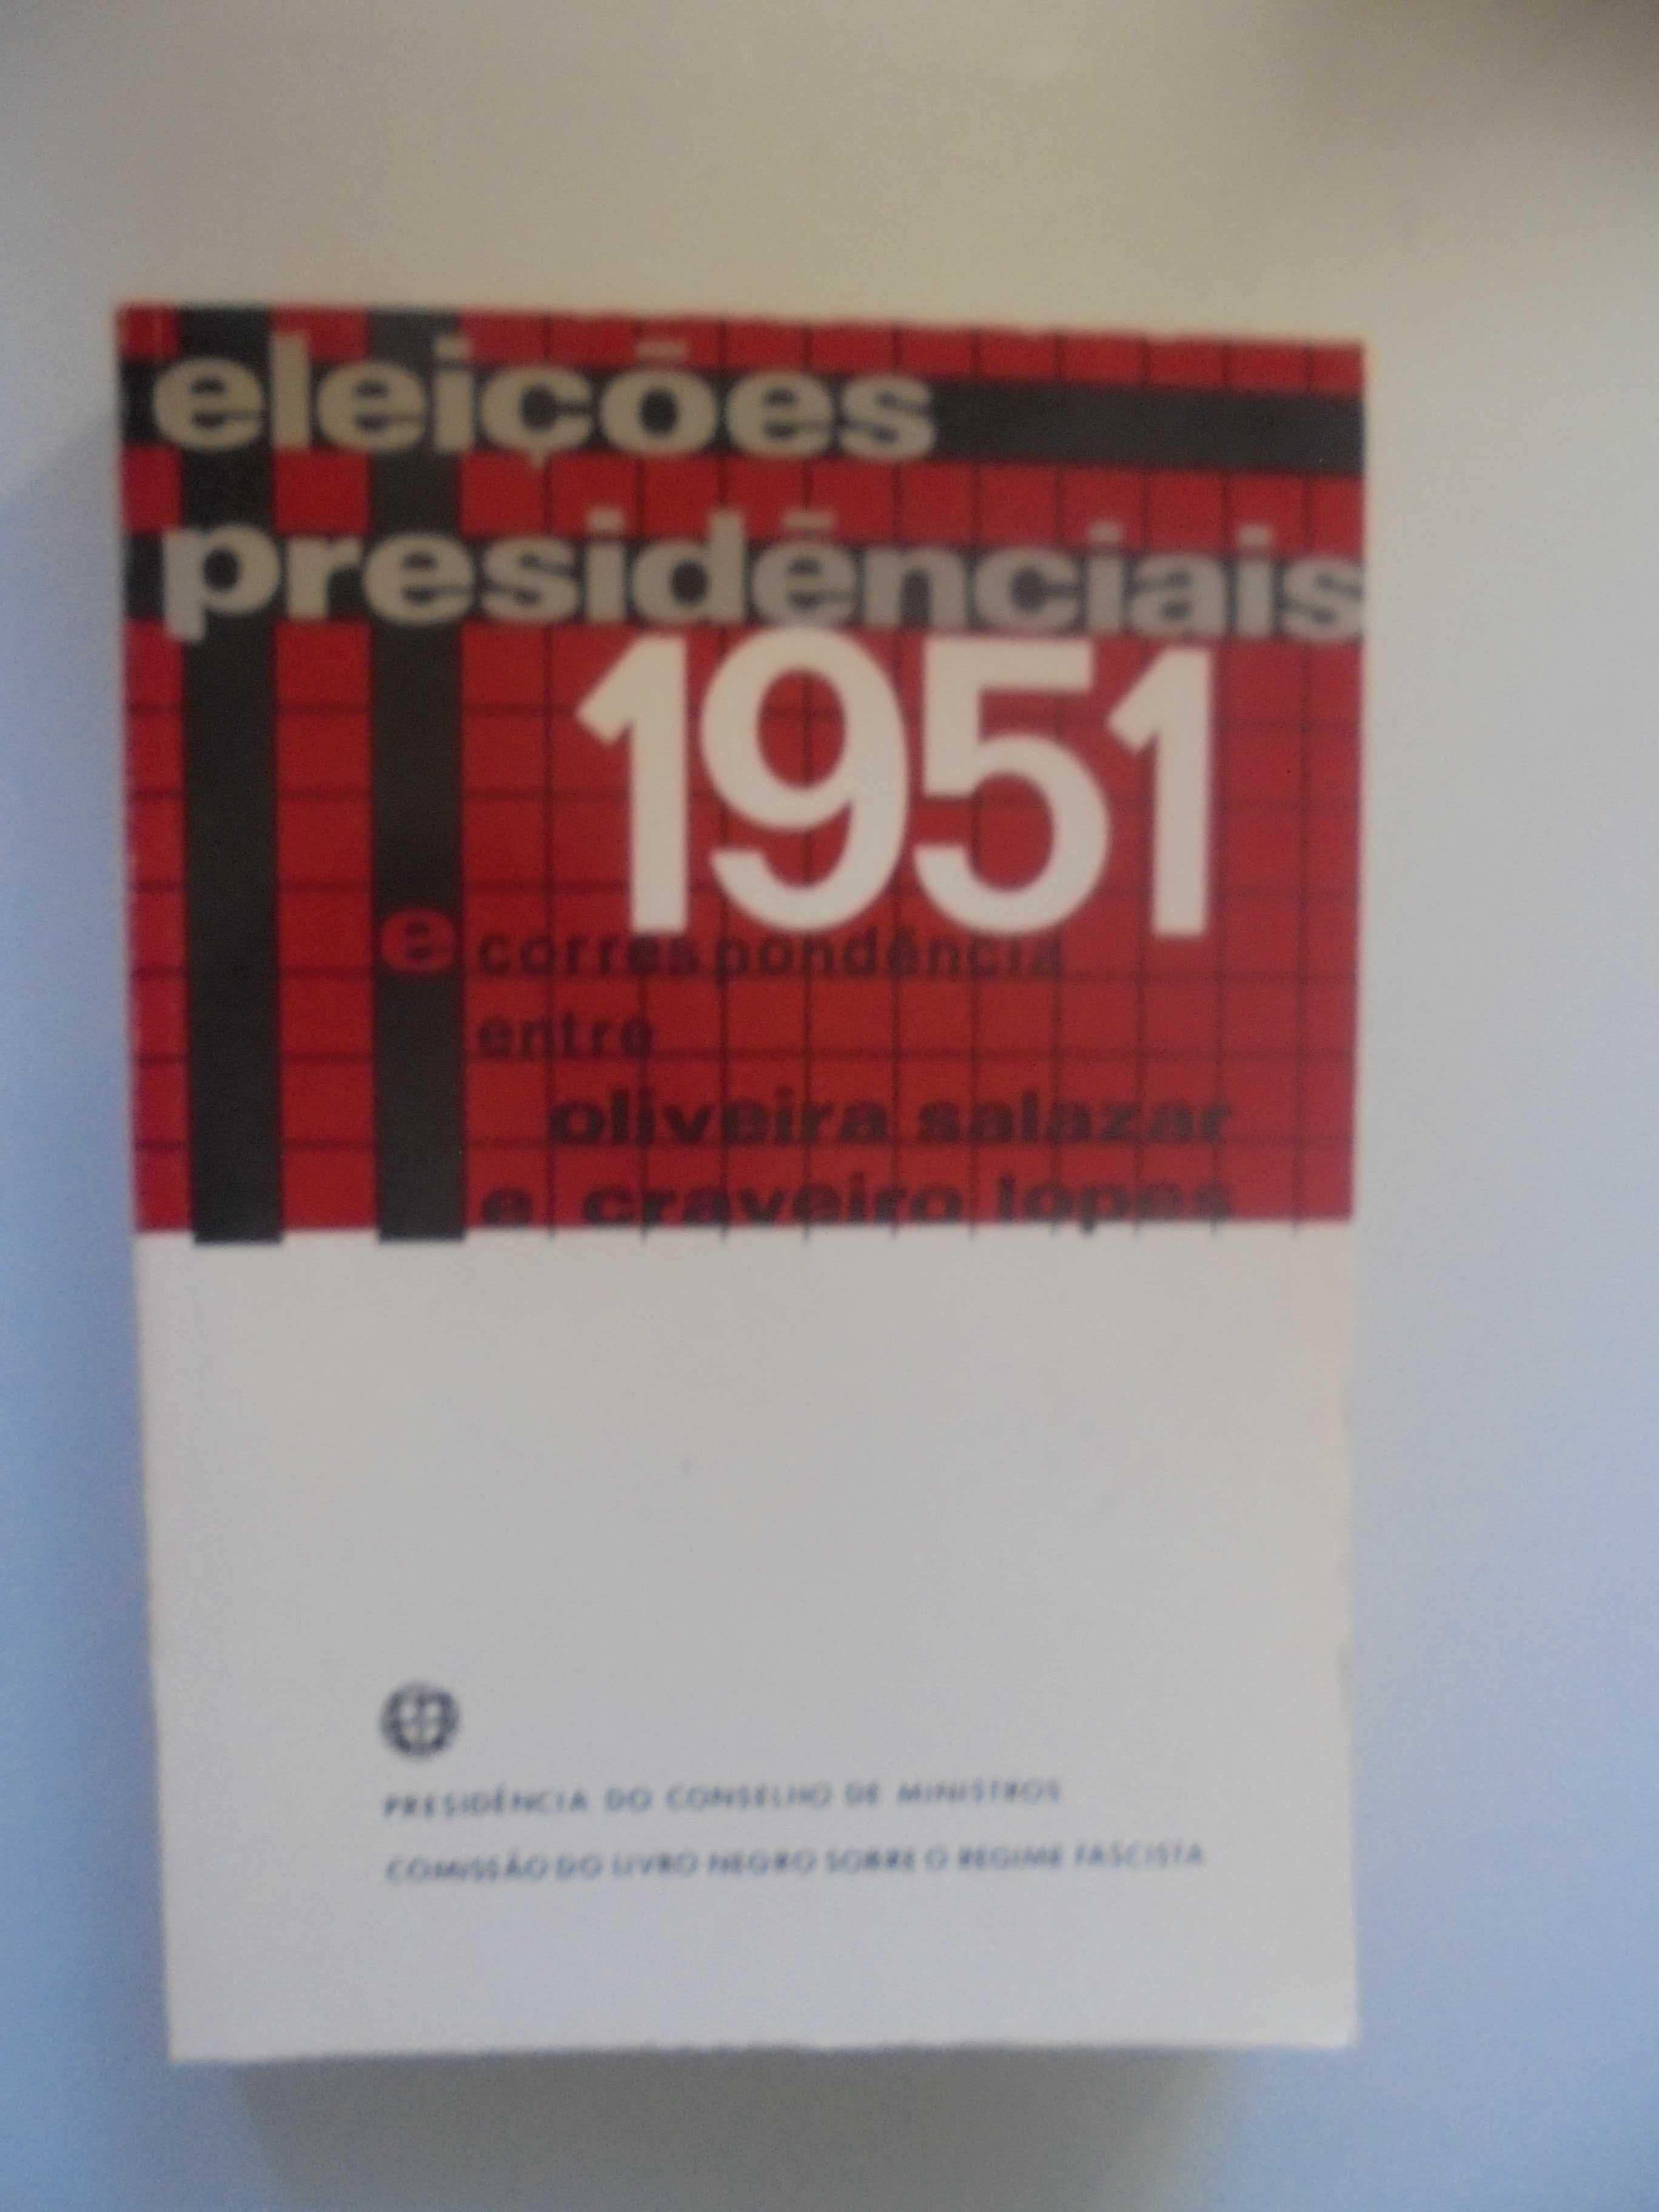 eleições
presidênciais
1951
e correspondência
entre
oliveira salazar
e craveiro lopes
PRESIDÊNCIA DO CONSELHO DE MINISTROS
COMISSÃO DO LIVRO NEGRO SOBRE O REGIME FASCISTA